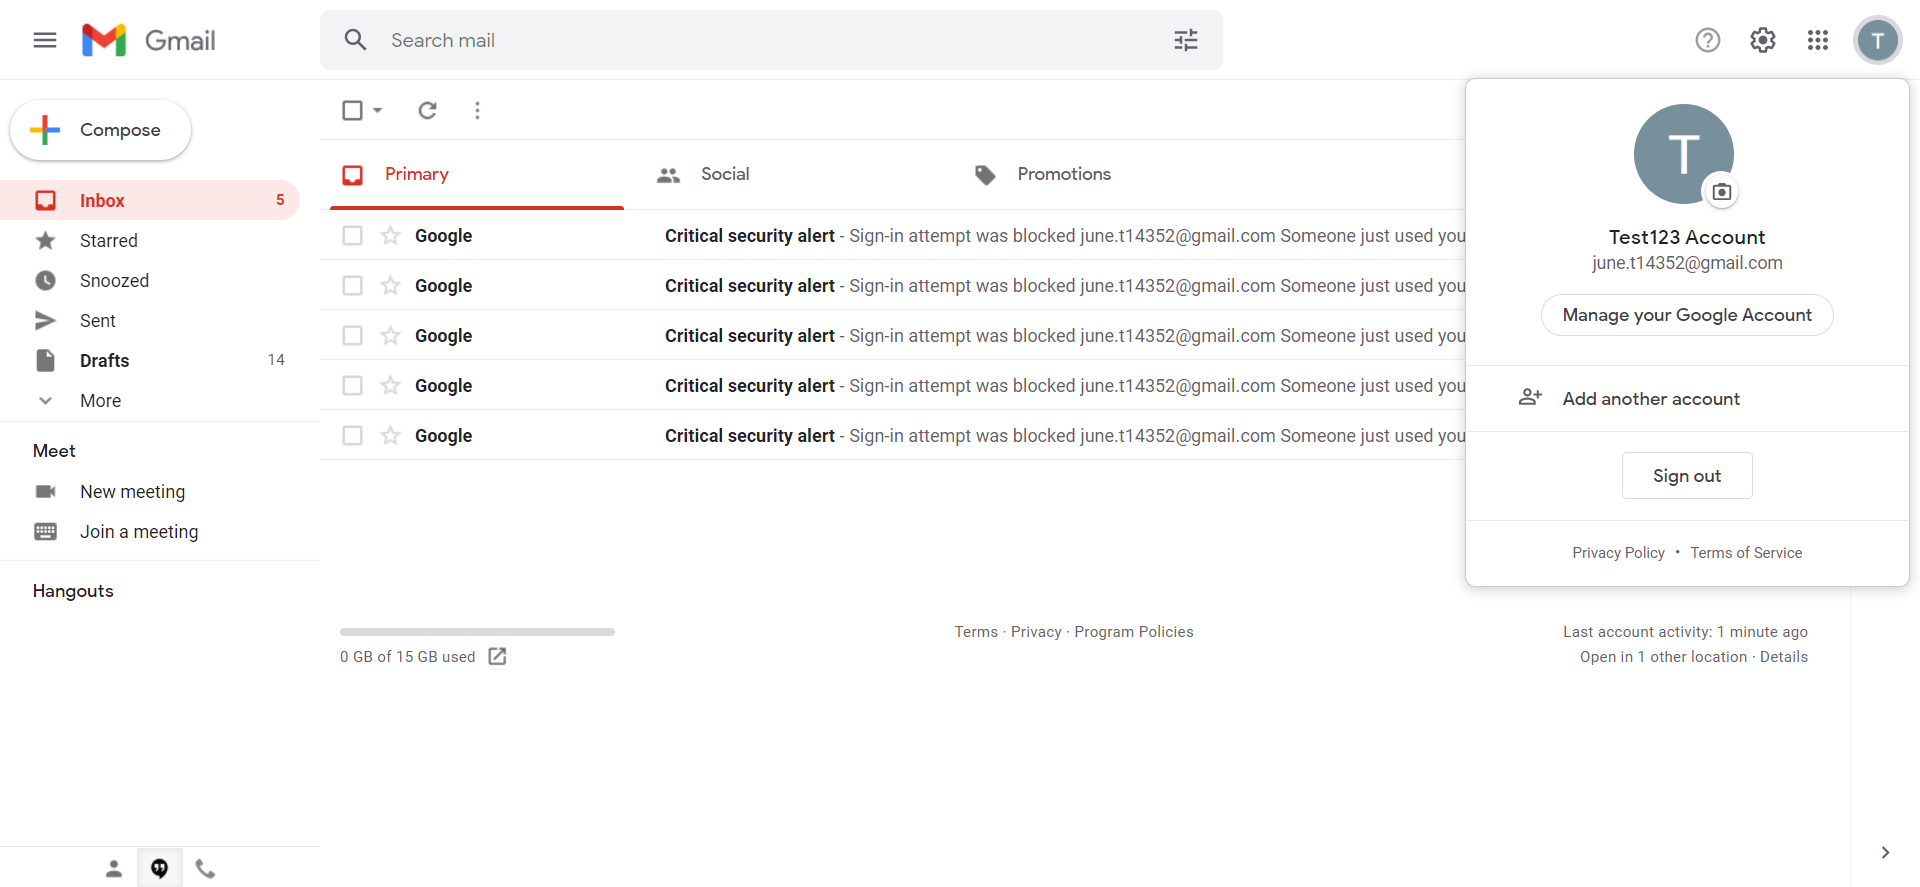 Gmail
Search mail
T
Compose
Inbox 5
Starred
Snoozed
Sent
Drafts 14
More
Meet
New meeting
Join a meeting
Hangouts
Primary Social Promotions
Google Critical security alert - Sign-in attempt was blocked june.t14352@gmail.com Someone just used you
Google Critical security alert - Sign-in attempt was blocked june.t14352@gmail.com Someone just used you
Google Critical security alert - Sign-in attempt was blocked june.t14352@gmail.com Someone just used you
Google Critical security alert - Sign-in attempt was blocked june.t14352@gmail.com Someone just used you
Google Critical security alert - Sign-in attempt was blocked june.t14352@gmail.com Someone just used you
T
Test123 Account
june.t14352@gmail.com
Manage your Google Account
Add another account
Sign out
Privacy Policy • Terms of Service
0 GB of 15 GB used
Terms · Privacy · Program Policies
Last account activity: 1 minute ago
Open in 1 other location · Details